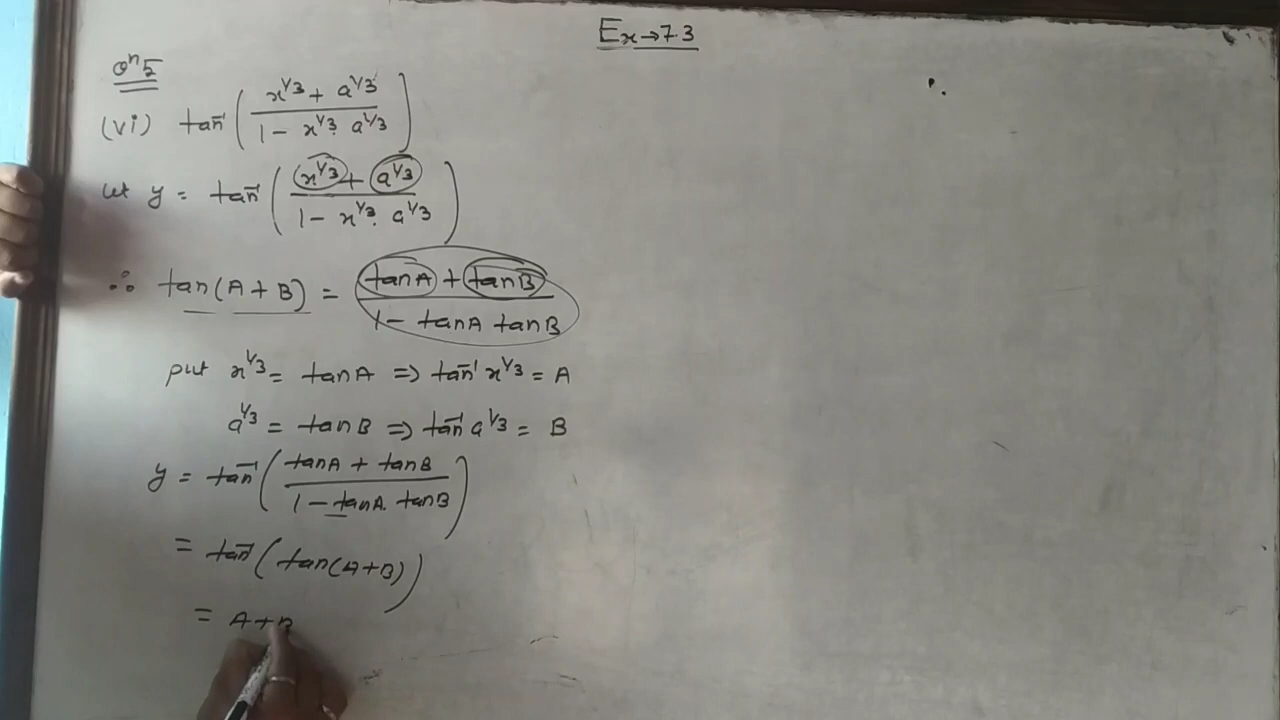 Ex→7.3
Qⁿ5
(vi) tan⁻¹ ( (x^1/3 + a^1/3) / (1 - x^1/3. a^1/3) )
Let y = tan⁻¹ ( (x^1/3 + a^1/3) / (1 - x^1/3. a^1/3) )
∴ tan(A+B) = (tanA + tanB) / (1 - tanA tanB)
put x^1/3 = tanA => tan⁻¹ x^1/3 = A
a^1/3 = tanB => tan⁻¹ a^1/3 = B
y = tan⁻¹ ( (tanA + tanB) / (1 - tanA. tanB) )
= tan⁻¹ ( tan(A+B) )
= A+B